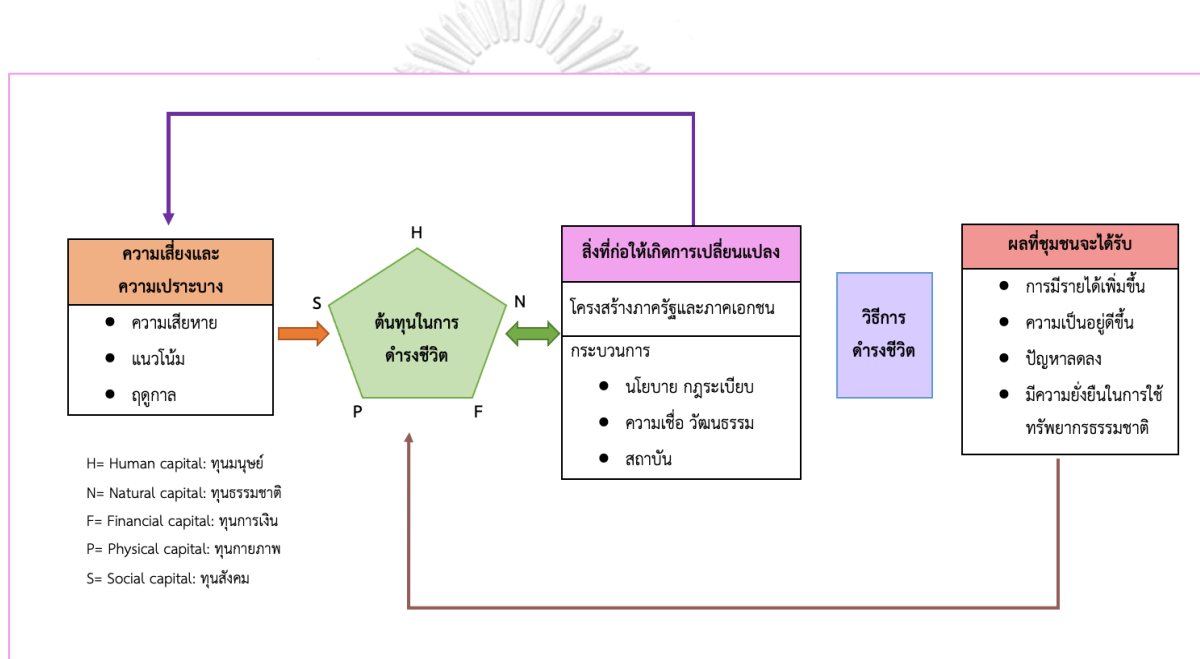 ความเสี่ยงและ
ความเปราะบาง
● ความเสียหาย
● แนวโน้ม
● ฤดูกาล
H
S
N
P
F
ต้นทุนในการ
ดำรงชีวิต
สิ่งที่ก่อให้เกิดการเปลี่ยนแปลง
โครงสร้างภาครัฐและภาคเอกชน
กระบวนการ
● นโยบาย กฎระเบียบ
● ความเชื่อ วัฒนธรรม
● สถาบัน
วิธีการ
ดำรงชีวิต
ผลที่ชุมชนจะได้รับ
● การมีรายได้เพิ่มขึ้น
● ความเป็นอยู่ดีขึ้น
● ปัญหาลดลง
● มีความยั่งยืนในการใช้
ทรัพยากรธรรมชาติ
H= Human capital: ทุนมนุษย์
N= Natural capital: ทุนธรรมชาติ
F= Financial capital: ทุนการเงิน
P= Physical capital: ทุนกายภาพ
S= Social capital: ทุนสังคม